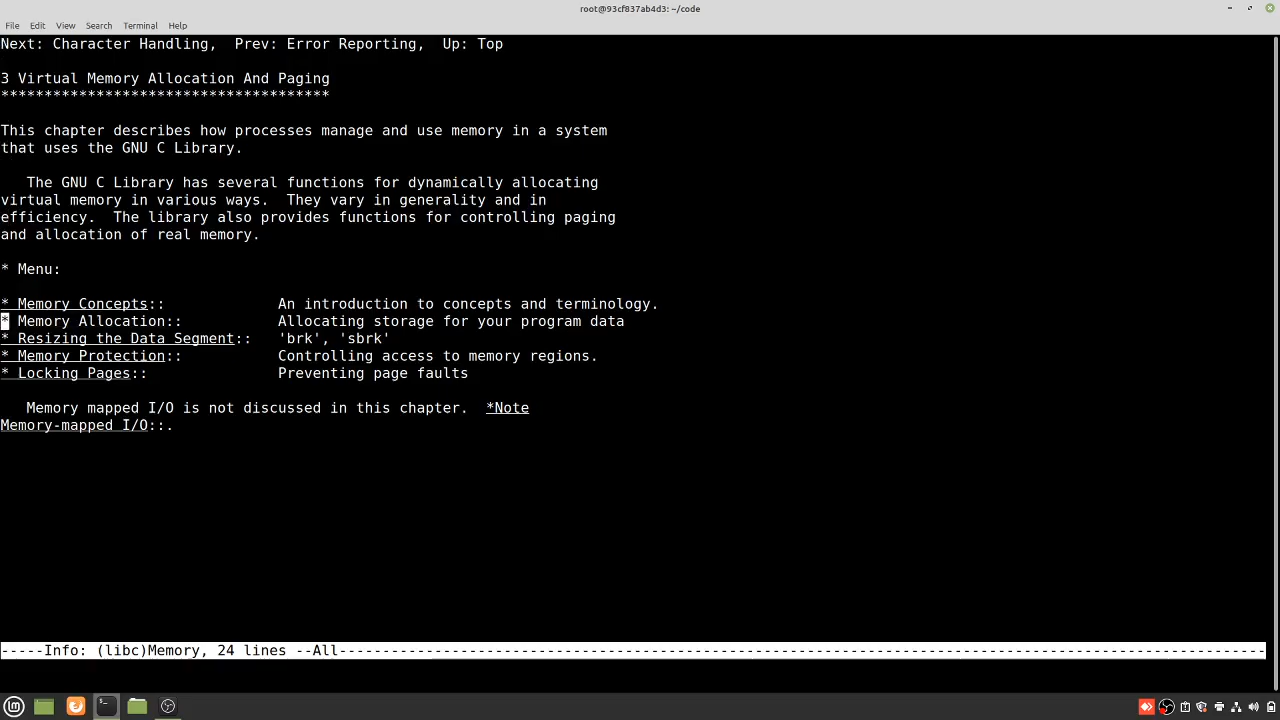 root@93cf837ab4d3: ~/code
File Edit View Search Terminal Help
Next: Character Handling,  Prev: Error Reporting,  Up: Top
3 Virtual Memory Allocation And Paging
**************************************
This chapter describes how processes manage and use memory in a system
that uses the GNU C Library.
The GNU C Library has several functions for dynamically allocating
virtual memory in various ways.  They vary in generality and in
efficiency.  The library also provides functions for controlling paging
and allocation of real memory.
* Menu:
* Memory Concepts::             An introduction to concepts and terminology.
* Memory Allocation::           Allocating storage for your program data
* Resizing the Data Segment::   'brk', 'sbrk'
* Memory Protection::           Controlling access to memory regions.
* Locking Pages::               Preventing page faults
Memory mapped I/O is not discussed in this chapter.  *Note
Memory-mapped I/O::.
-----Info: (libc)Memory, 24 lines --All-----------------------------------------------------------------------------------------------------------